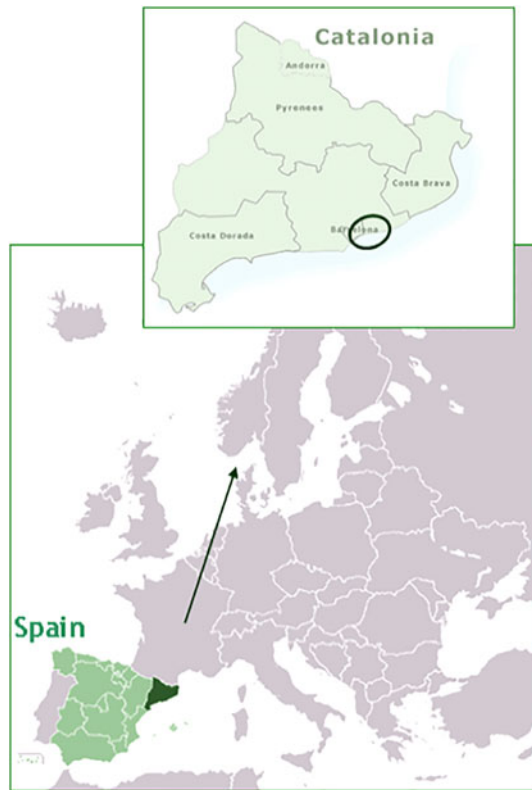 Catalonia
Andorra
Pyrenees
Costa Brava
Barcelona
Costa Dorada
Spain